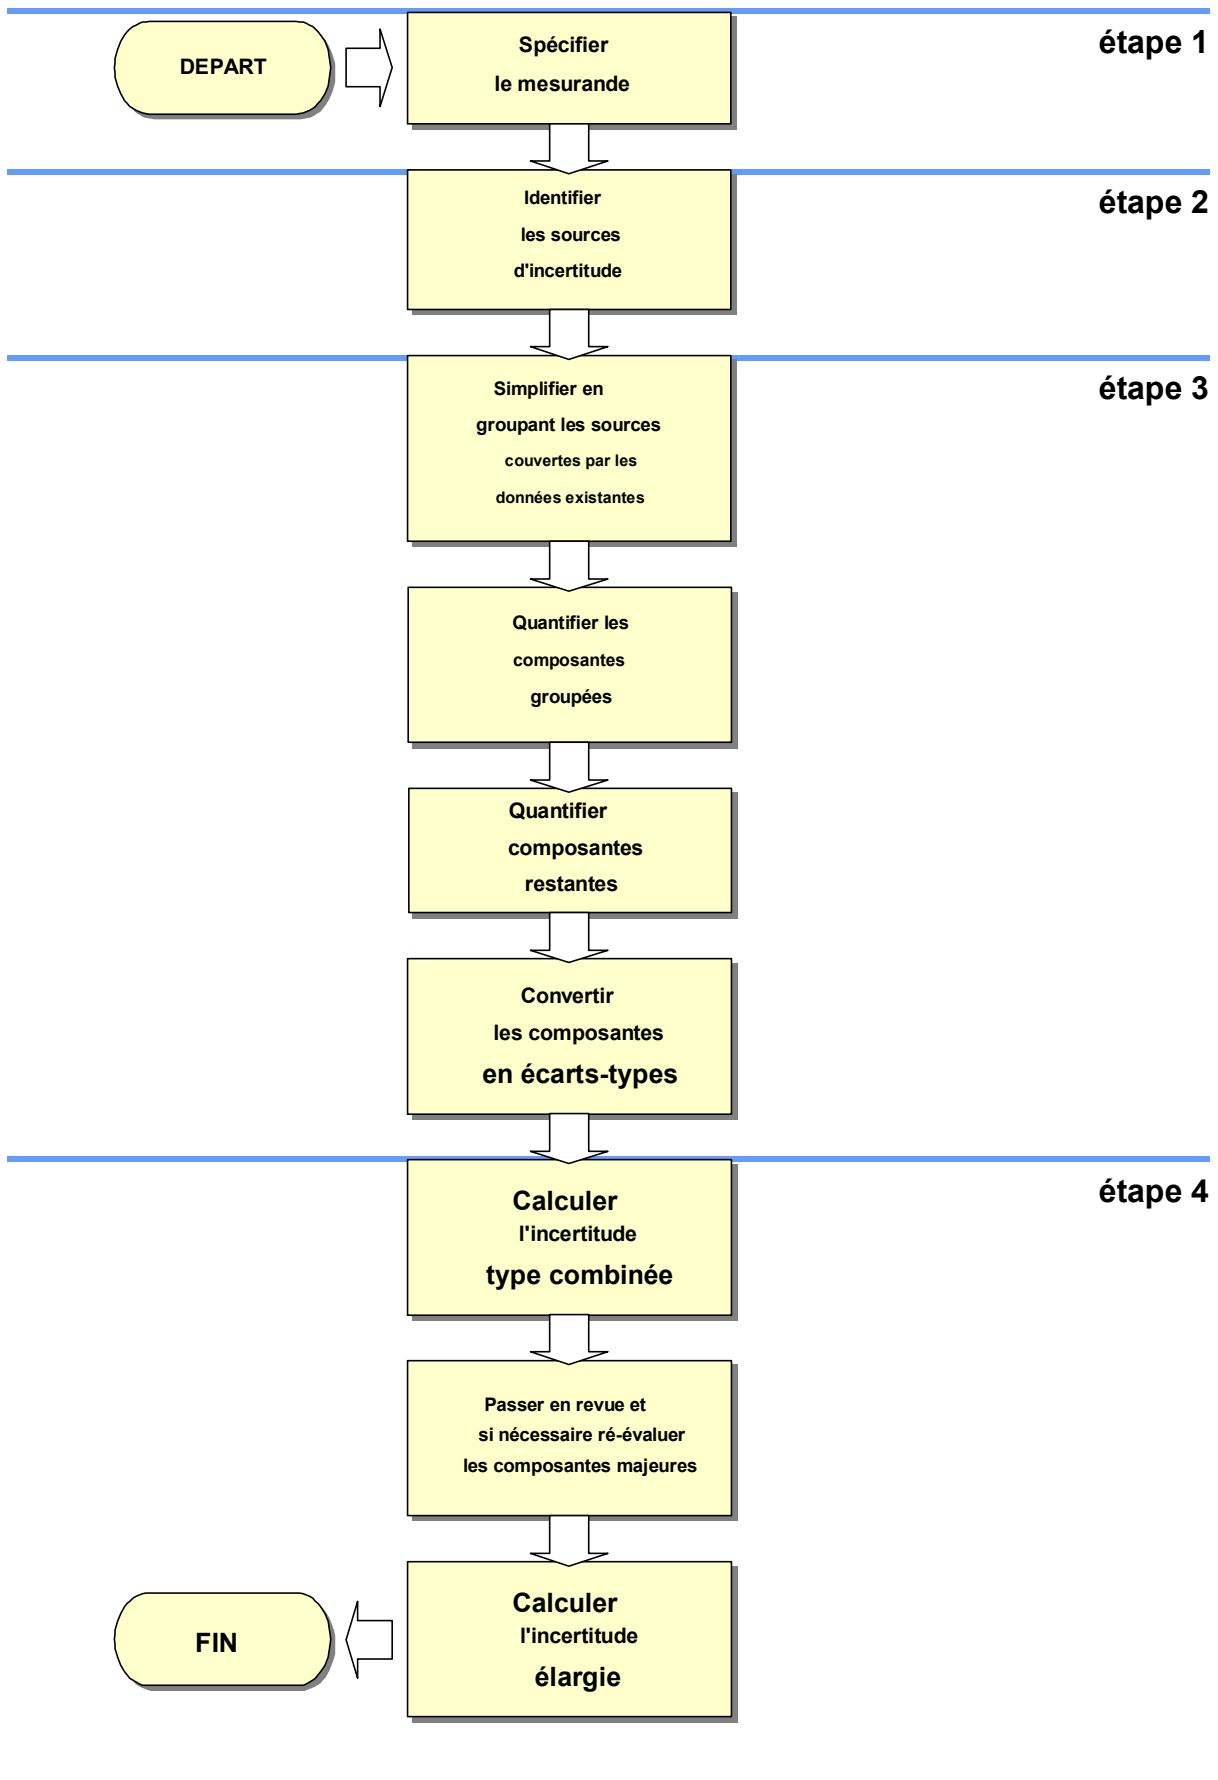 DEPART
Spécifier
le mesurande
étape 1
Identifier
les sources
d'incertitude
étape 2
Simplifier en
groupant les sources
couvertes par les
données existantes
étape 3
Quantifier les
composantes
groupées
Quantifier
composantes
restantes
Convertir
les composantes
en écarts-types
Calculer
l'incertitude
type combinée
étape 4
Passer en revue et
si nécessaire ré-évaluer
les composantes majeures
Calculer
l'incertitude
élargie
FIN